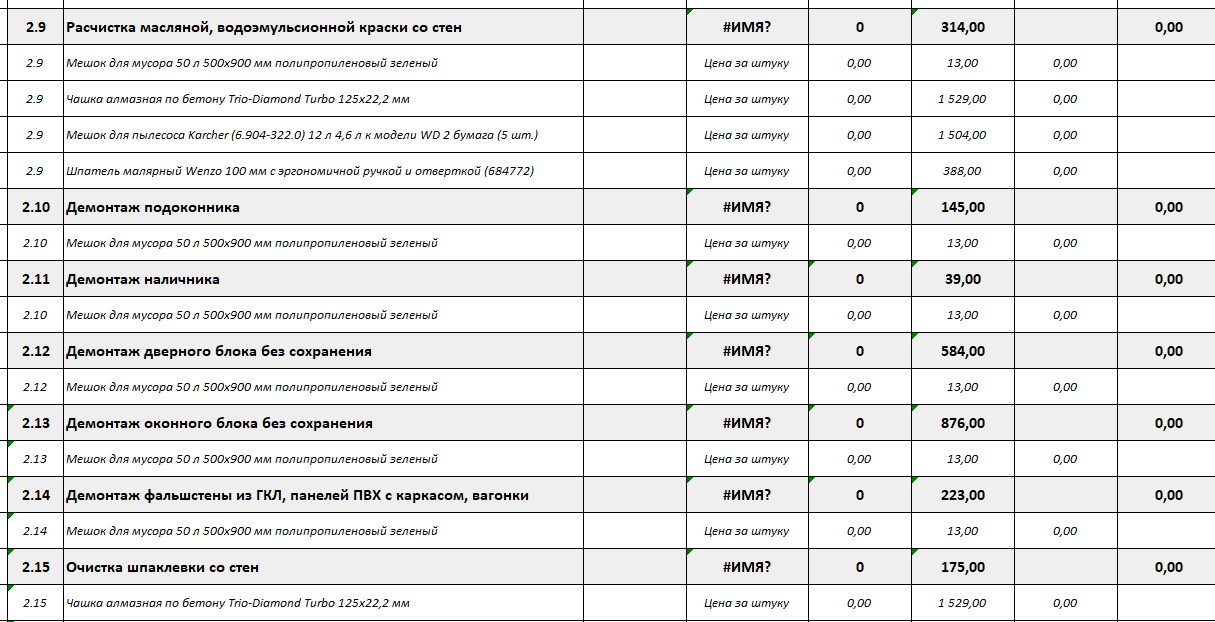 2.9 Расчистка масляной, водоэмульсионной краски со стен #ИМЯ? 0 314,00 0,00
2.9 Мешок для мусора 50 л 500х900 мм полипропиленовый зеленый Цена за штуку 0,00 13,00 0,00
2.9 Чашка алмазная по бетону Trio-Diamond Turbo 125х22,2 мм Цена за штуку 0,00 1 529,00 0,00
2.9 Мешок для пылесоса Karcher (6.904-322.0) 12 л 4,6 л к модели WD 2 бумага (5 шт.) Цена за штуку 0,00 1 504,00 0,00
2.9 Шпатель малярный Wenzo 100 мм с эргономичной ручкой и отверткой (684772) Цена за штуку 0,00 388,00 0,00
2.10 Демонтаж подоконника #ИМЯ? 0 145,00 0,00
2.10 Мешок для мусора 50 л 500х900 мм полипропиленовый зеленый Цена за штуку 0,00 13,00 0,00
2.11 Демонтаж наличника #ИМЯ? 0 39,00 0,00
2.10 Мешок для мусора 50 л 500х900 мм полипропиленовый зеленый Цена за штуку 0,00 13,00 0,00
2.12 Демонтаж дверного блока без сохранения #ИМЯ? 0 584,00 0,00
2.12 Мешок для мусора 50 л 500х900 мм полипропиленовый зеленый Цена за штуку 0,00 13,00 0,00
2.13 Демонтаж оконного блока без сохранения #ИМЯ? 0 876,00 0,00
2.13 Мешок для мусора 50 л 500х900 мм полипропиленовый зеленый Цена за штуку 0,00 13,00 0,00
2.14 Демонтаж фальшстены из ГКЛ, панелей ПВХ с каркасом, вагонки #ИМЯ? 0 223,00 0,00
2.14 Мешок для мусора 50 л 500х900 мм полипропиленовый зеленый Цена за штуку 0,00 13,00 0,00
2.15 Очистка шпаклевки со стен #ИМЯ? 0 175,00 0,00
2.15 Чашка алмазная по бетону Trio-Diamond Turbo 125х22,2 мм Цена за штуку 0,00 1 529,00 0,00